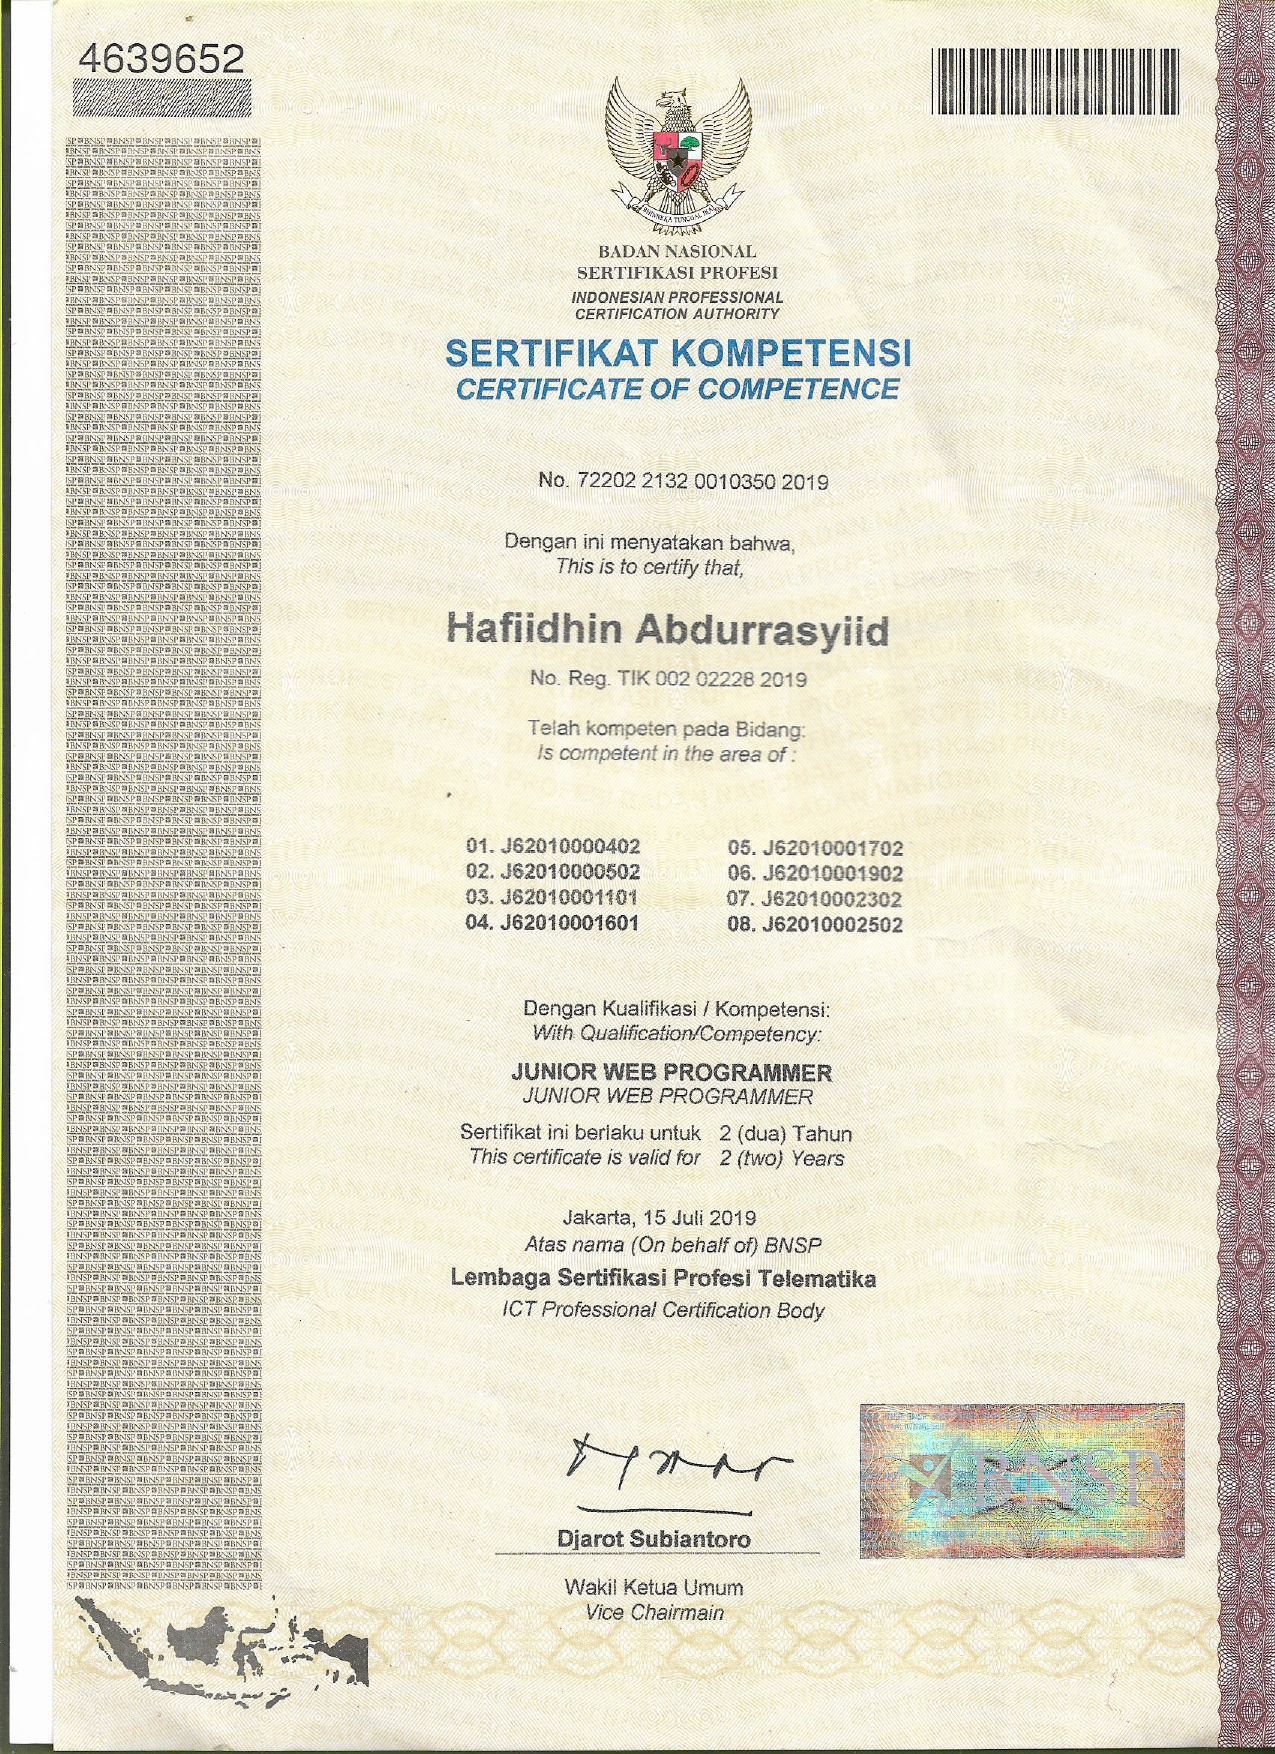 4639652
BHINNEKA TUNGGAL IKA
BADAN NASIONAL
SERTIFIKASI PROFESI
INDONESIAN PROFESSIONAL
CERTIFICATION AUTHORITY
SERTIFIKAT KOMPETENSI
CERTIFICATE OF COMPETENCE
No. 72202 2132 0010350 2019
Dengan ini menyatakan bahwa,
This is to certify that,
Hafiidhin Abdurrasyiid
No. Reg. TIK 002 02228 2019
Telah kompeten pada Bidang:
Is competent in the area of :
01. J62010000402 05. J62010001702
02. J62010000502 06. J62010001902
03. J62010001101 07. J62010002302
04. J62010001601 08. J62010002502
Dengan Kualifikasi / Kompetensi:
With Qualification/Competency:
JUNIOR WEB PROGRAMMER
JUNIOR WEB PROGRAMMER
Sertifikat ini berlaku untuk 2 (dua) Tahun
This certificate is valid for 2 (two) Years
Jakarta, 15 Juli 2019
Atas nama (On behalf of) BNSP
Lembaga Sertifikasi Profesi Telematika
ICT Professional Certification Body
BNSP
Djarot Subiantoro
Wakil Ketua Umum
Vice Chairmain